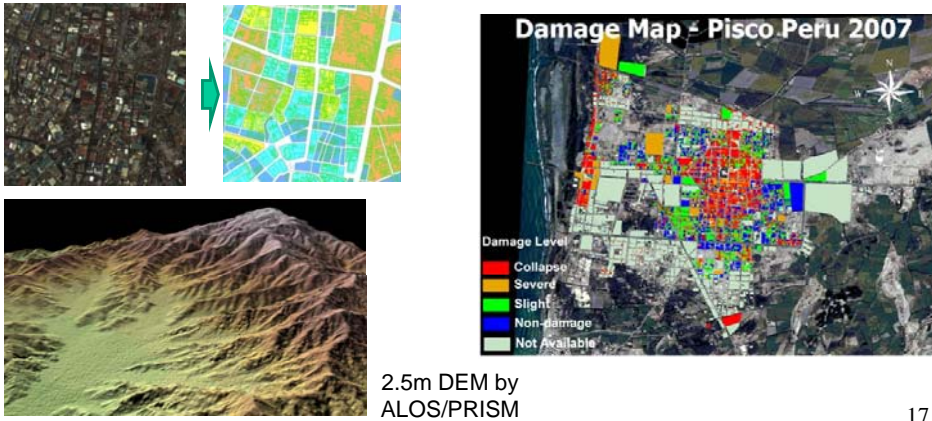 Damage Map - Pisco Peru 2007
N
W
Damage Level
Collapse
Severe
Slight
Non-damage
Not Available
2.5m DEM by
ALOS/PRISM
17